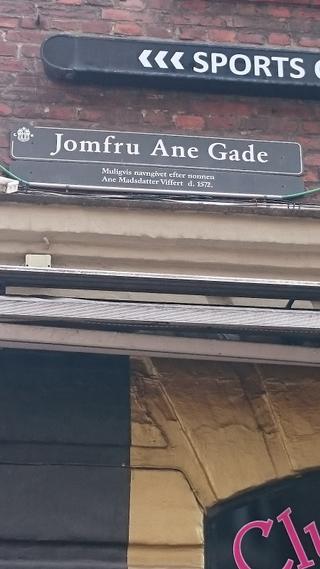 ‹‹‹ SPORTS
Jomfru Ane Gade
Muligvis navngivet efter nonnen
Ane Madsdatter Viffert d. 1572.
Clu